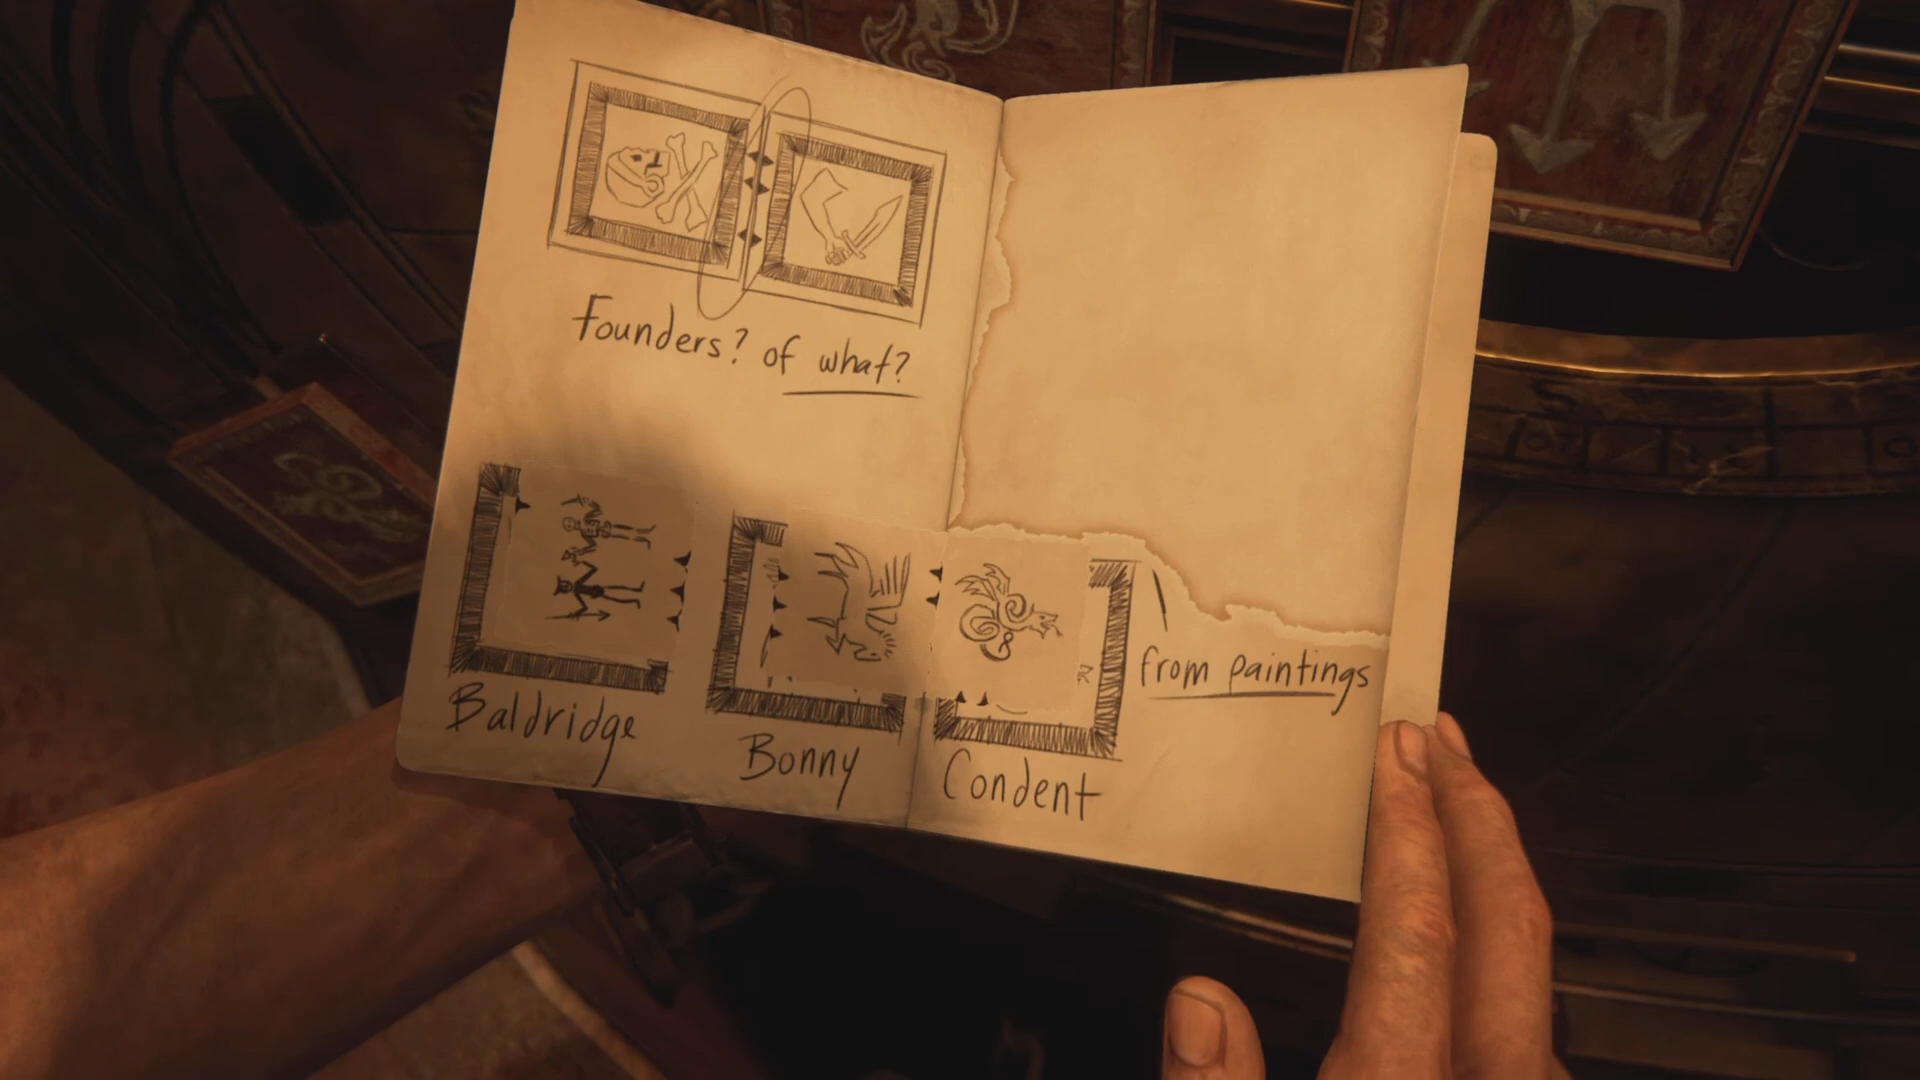 Founders? of what?
from paintings
Baldridge
Bonny
Condent